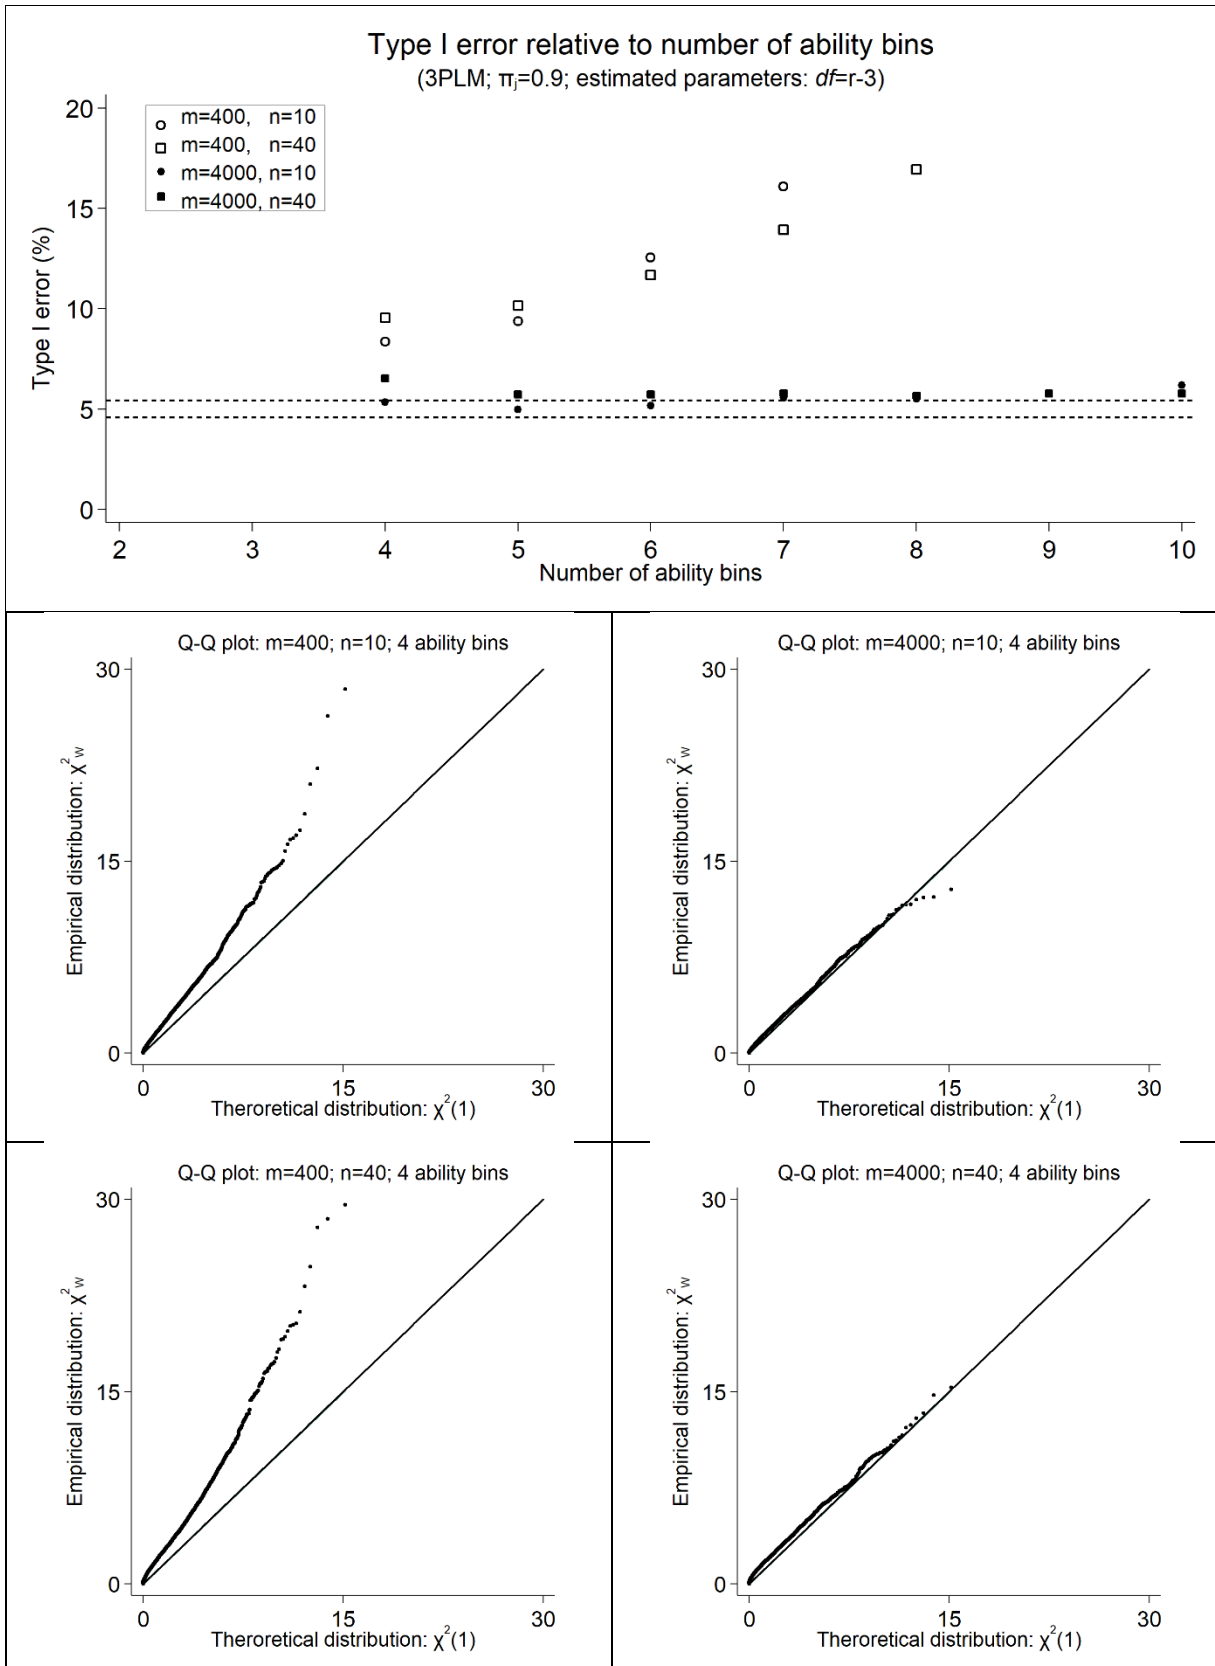 Type I error relative to number of ability bins
(3PLM; πj=0.9; estimated parameters: df=r-3)
m=400, n=10
m=400, n=40
m=4000, n=10
m=4000, n=40
Type I error (%)
20
15
10
5
0
2 3 4 5 6 7 8 9 10
Number of ability bins
Q-Q plot: m=400; n=10; 4 ability bins
Empirical distribution: χ²w
30
15
0
0 15 30
Theroretical distribution: χ²(1)
Q-Q plot: m=4000; n=10; 4 ability bins
Empirical distribution: χ²w
30
15
0
0 15 30
Theroretical distribution: χ²(1)
Q-Q plot: m=400; n=40; 4 ability bins
Empirical distribution: χ²w
30
15
0
0 15 30
Theroretical distribution: χ²(1)
Q-Q plot: m=4000; n=40; 4 ability bins
Empirical distribution: χ²w
30
15
0
0 15 30
Theroretical distribution: χ²(1)